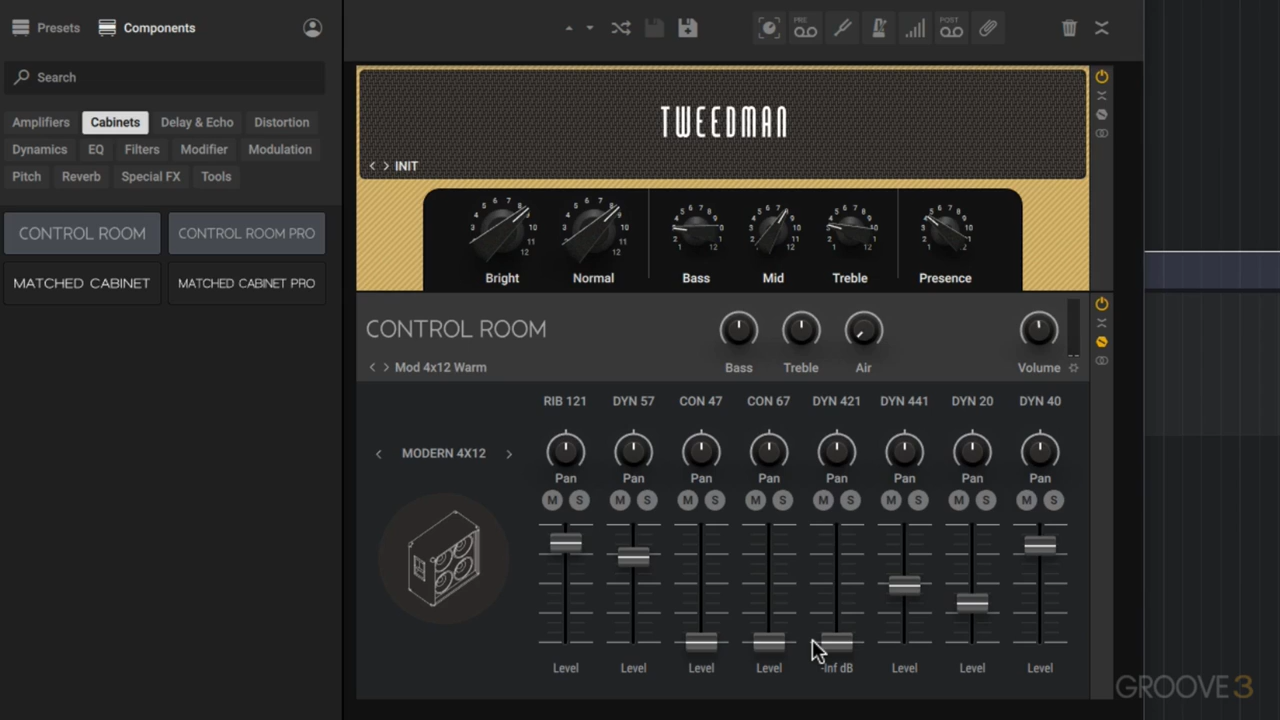 Presets Components
Search
Amplifiers Cabinets Delay & Echo Distortion
Dynamics EQ Filters Modifier Modulation
Pitch Reverb Special FX Tools
CONTROL ROOM CONTROL ROOM PRO
MATCHED CABINET MATCHED CABINET PRO
PRE POST
TWEEDMAN
< > INIT
Bright Normal Bass Mid Treble Presence
CONTROL ROOM
< > Mod 4x12 Warm
Bass Treble Air Volume
RIB 121 DYN 57 CON 47 CON 67 DYN 421 DYN 441 DYN 20 DYN 40
< MODERN 4X12 >
Pan Pan Pan Pan Pan Pan Pan Pan
M S M S M S M S M S M S M S M S
Level Level Level Level -Inf dB Level Level Level
GROOVE3